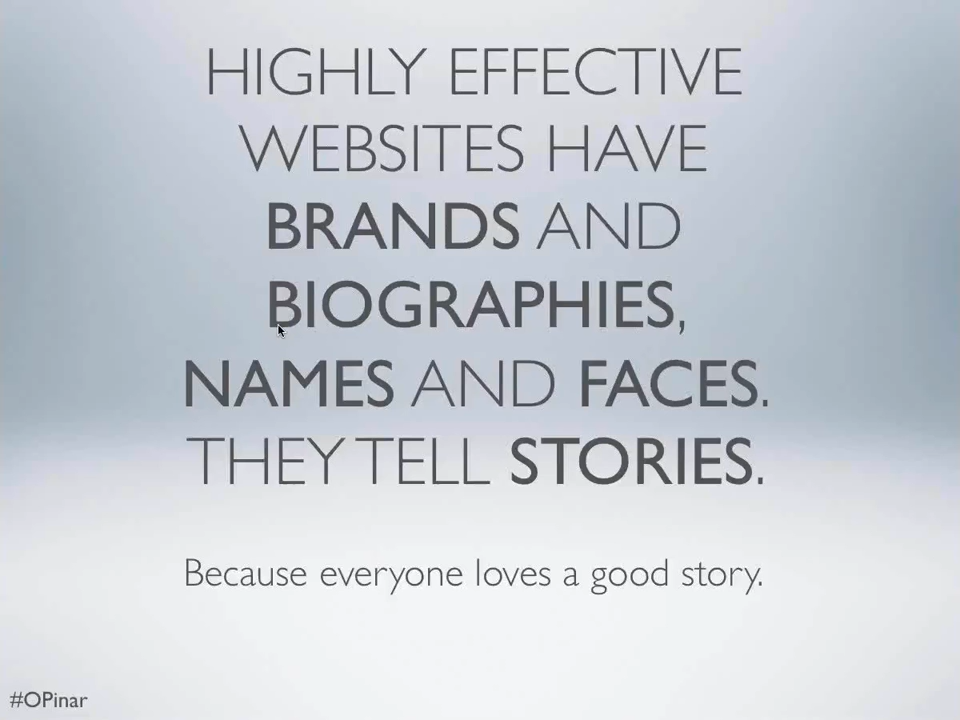 HIGHLY EFFECTIVE
WEBSITES HAVE
BRANDS AND
BIOGRAPHIES,
NAMES AND FACES.
THEY TELL STORIES.
Because everyone loves a good story.
#OPinar